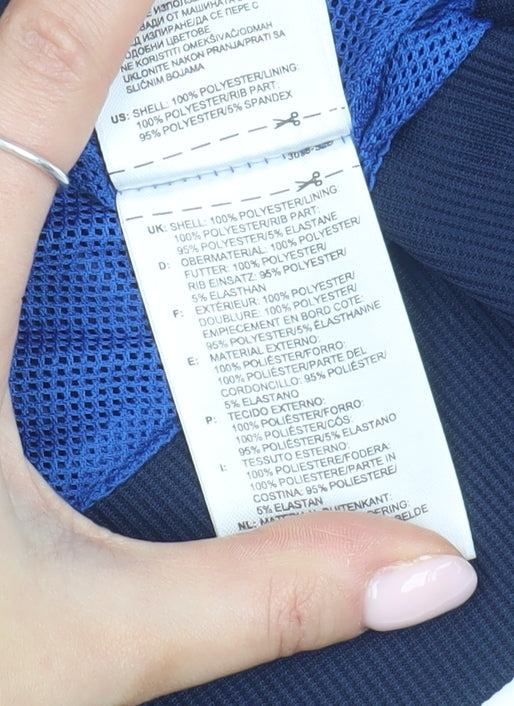 ВАДИ ОТ МАШИНАТА
ИЗПИРАНЕ/ДА СЕ ПЕРЕ С
ПОДОБНИ ЦВЕТОВЕ
NE KORISTITI OMEKŠIVAČ/ODMAH
UKLONITE NAKON PRANJA/PRATI SA
SLIČNIM BOJAMA
US: SHELL: 100% POLYESTER/LINING:
100% POLYESTER/RIB PART:
95% POLYESTER/5% SPANDEX
UK: SHELL: 100% POLYESTER/LINING:
100% POLYESTER/RIB PART:
95% POLYESTER/5% ELASTANE
D: OBERMATERIAL: 100% POLYESTER/
FUTTER: 100% POLYESTER/
RIB EINSATZ: 95% POLYESTER/
5% ELASTHAN
F: EXTÉRIEUR: 100% POLYESTER/
DOUBLURE: 100% POLYESTER/
EMPIECEMENT EN BORD COTE:
95% POLYESTER/5% ÉLASTHANNE
E: MATERIAL EXTERNO:
100% POLIÉSTER/FORRO:
100% POLIÉSTER/PARTE DEL
CORDONCILLO: 95% POLIÉSTER/
5% ELASTANO
P: TECIDO EXTERNO:
100% POLIÉSTER/FORRO:
100% POLIÉSTER/CÓS:
95% POLIÉSTER/5% ELASTANO
I: TESSUTO ESTERNO:
100% POLIESTERE/FODERA:
100% POLIESTERE/PARTE IN
COSTINA: 95% POLIESTERE/
5% ELASTAN
NL: